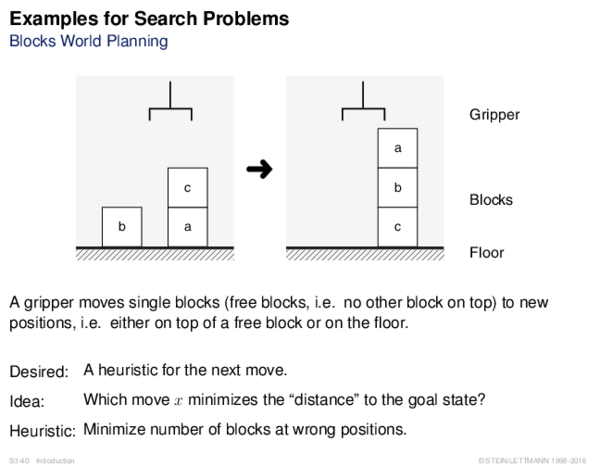 Examples for Search Problems
Blocks World Planning
Gripper
a
c
b
Blocks
b
a
c
Floor
A gripper moves single blocks (free blocks, i.e. no other block on top) to new
positions, i.e. either on top of a free block or on the floor.
Desired: A heuristic for the next move.
Idea: Which move x minimizes the “distance” to the goal state?
Heuristic: Minimize number of blocks at wrong positions.
S:I-40 Introduction ©STEIN/LETTMANN 1998-2016